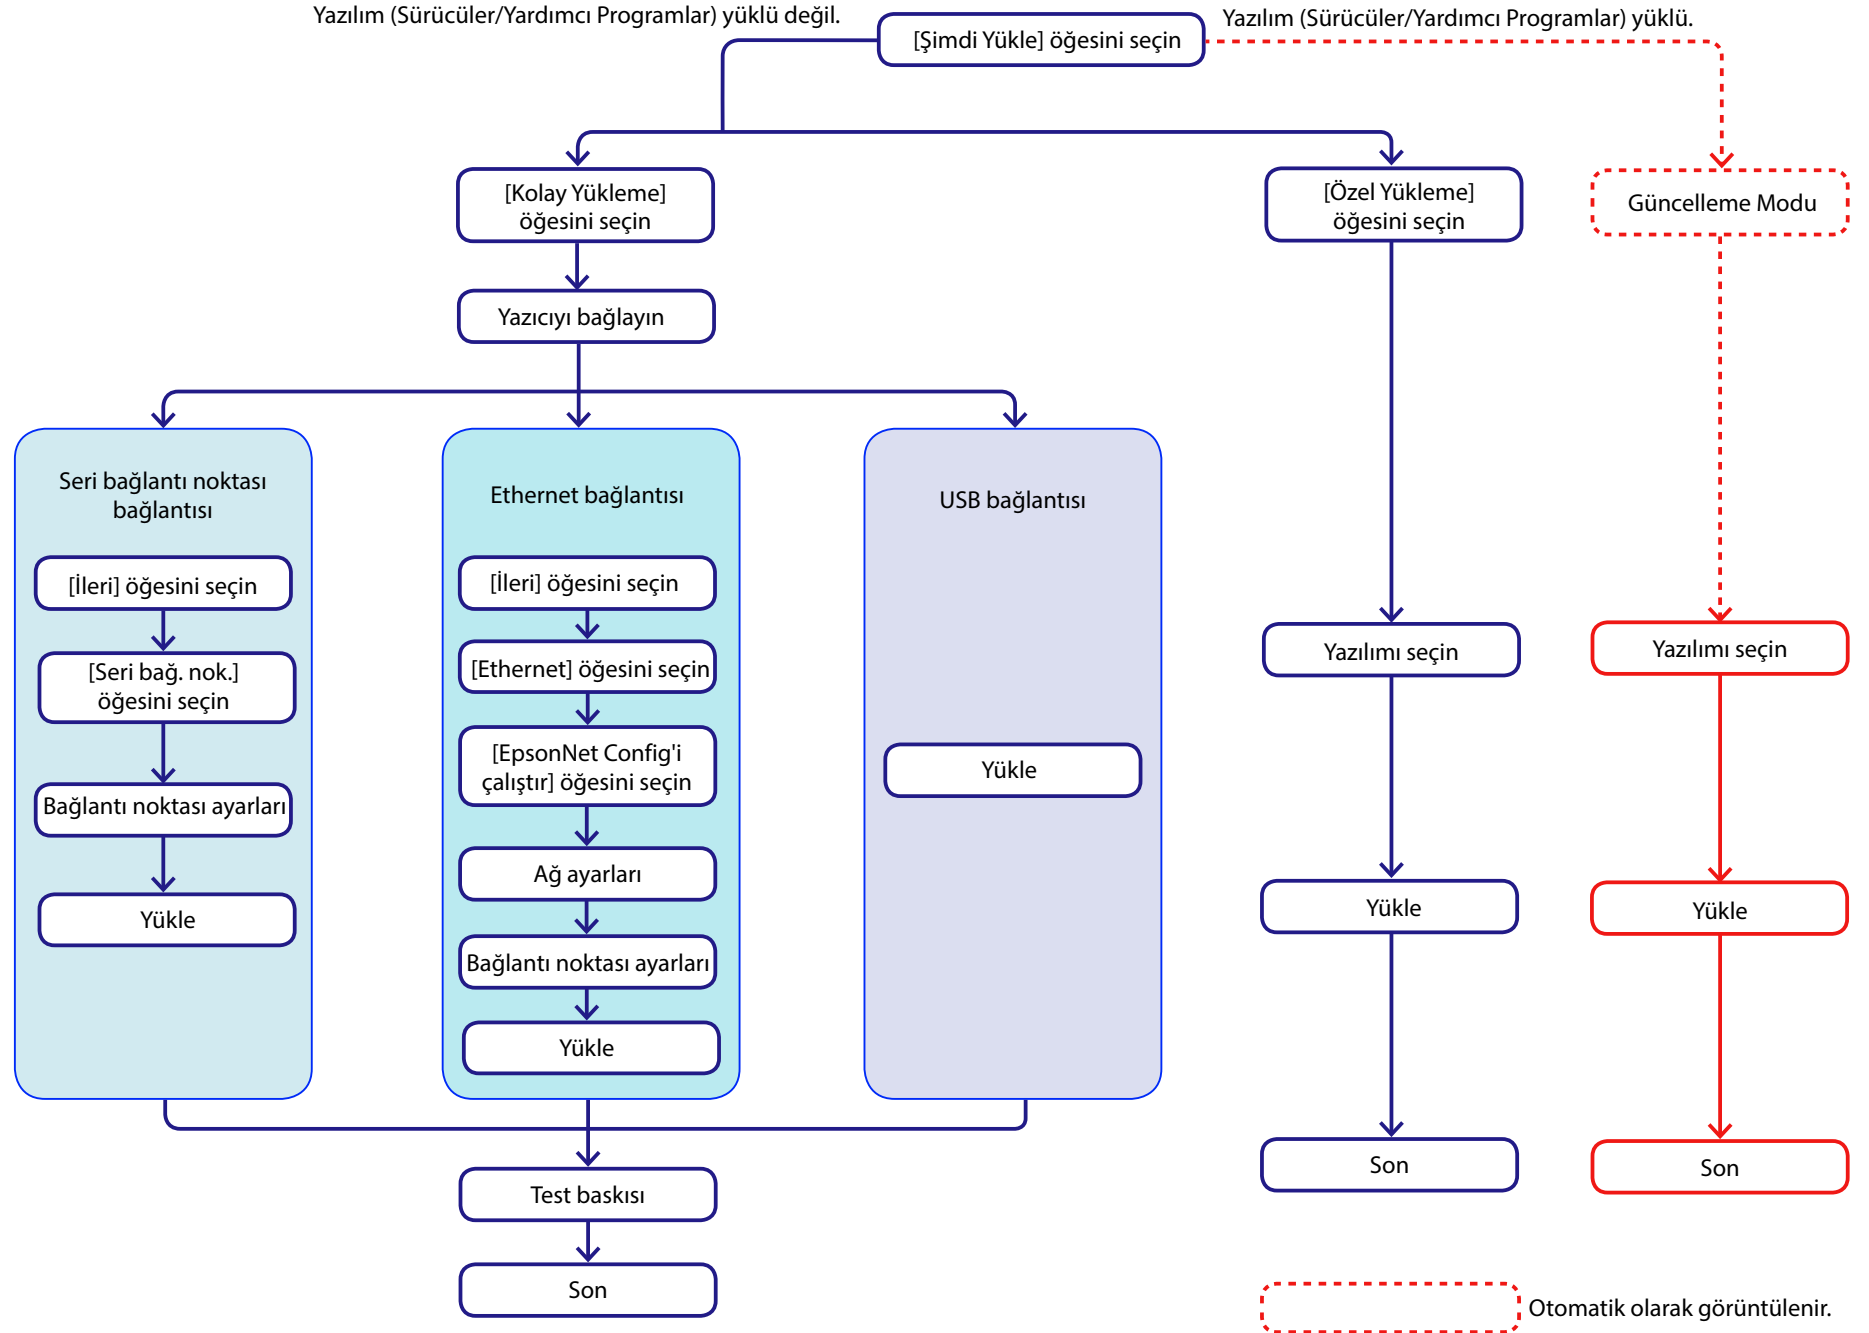 Yazılım (Sürücüler/Yardımcı Programlar) yüklü değil.
Yazılım (Sürücüler/Yardımcı Programlar) yüklü.
[Şimdi Yükle] öğesini seçin
[Kolay Yükleme]
öğesini seçin
[Özel Yükleme]
öğesini seçin
Güncelleme Modu
Yazıcıyı bağlayın
Seri bağlantı noktası
bağlantısı
[İleri] öğesini seçin
[Seri bağ. nok.]
öğesini seçin
Bağlantı noktası ayarları
Yükle
Ethernet bağlantısı
[İleri] öğesini seçin
[Ethernet] öğesini seçin
[EpsonNet Config'i
çalıştır] öğesini seçin
Ağ ayarları
Bağlantı noktası ayarları
Yükle
USB bağlantısı
Yükle
Test baskısı
Son
Yazılımı seçin
Yükle
Son
Yazılımı seçin
Yükle
Son
Otomatik olarak görüntülenir.